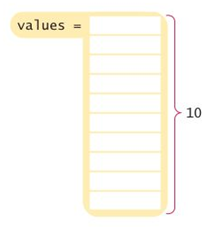 values =
10